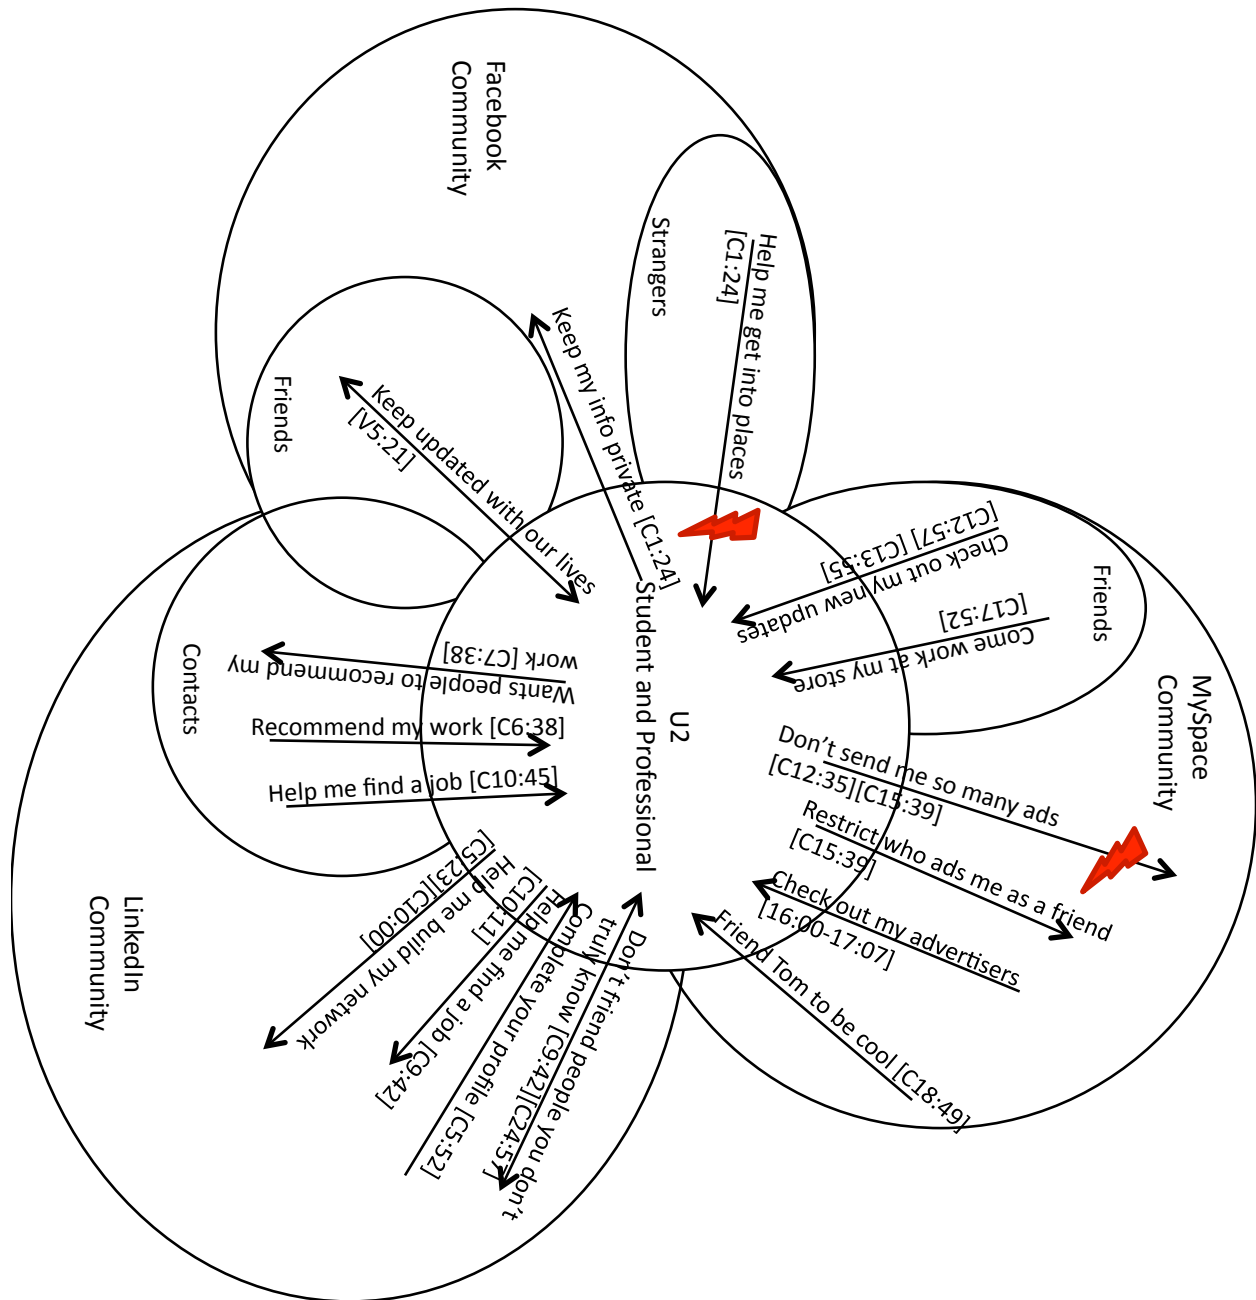 Facebook
Community
Strangers
Help me get into places
[C1:24]
Keep my info private [C1:24]
Friends
Keep updated with our lives
[V5:21]
MySpace
Community
Friends
Check out my new updates
[C12:57] [C13:55]
Come work at my store
[C17:52]
Don't send me so many ads
[C12:35][C15:39]
Restrict who ads me as a friend
[C15:39]
Check out my advertisers
[16:00-17:07]
Friend Tom to be cool [C18:49]
U2
Student and Professional
Contacts
Wants people to recommend my
work [C7:38]
Recommend my work [C6:38]
Help me find a job [C10:45]
LinkedIn
Community
Help me build my network
[C5:23][C10:00]
Help me find a job [C9:42]
[C10:11]
Complete your profile [C5:52]
Don't friend people you don't
truly know [C9:42][C24:57]